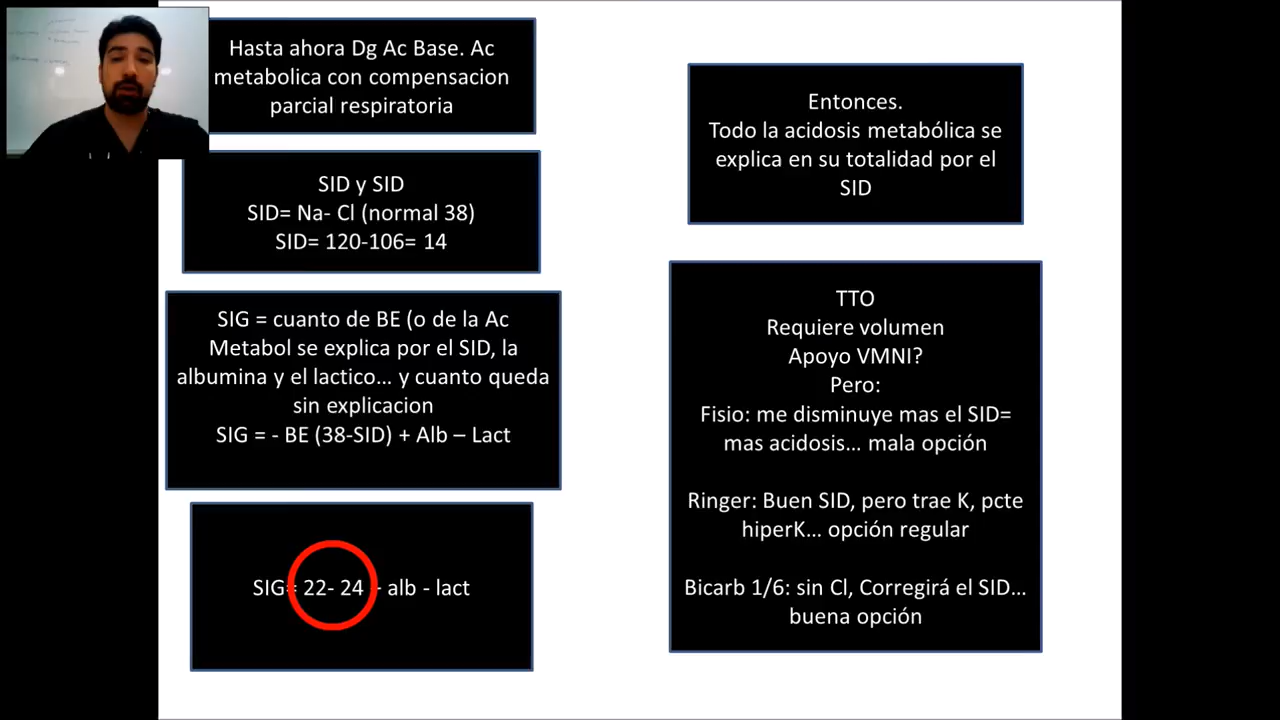 Hasta ahora Dg Ac Base. Ac
metabolica con compensacion
parcial respiratoria
SID y SID
SID= Na- Cl (normal 38)
SID= 120-106= 14
SIG = cuanto de BE (o de la Ac
Metabol se explica por el SID, la
albumina y el lactico... y cuanto queda
sin explicacion
SIG = - BE (38-SID) + Alb – Lact
SIG= 22- 24 - alb - lact
Entonces.
Todo la acidosis metabólica se
explica en su totalidad por el
SID
TTO
Requiere volumen
Apoyo VMNI?
Pero:
Fisio: me disminuye mas el SID=
mas acidosis... mala opción
Ringer: Buen SID, pero trae K, pcte
hiperK... opción regular
Bicarb 1/6: sin Cl, Corregirá el SID...
buena opción